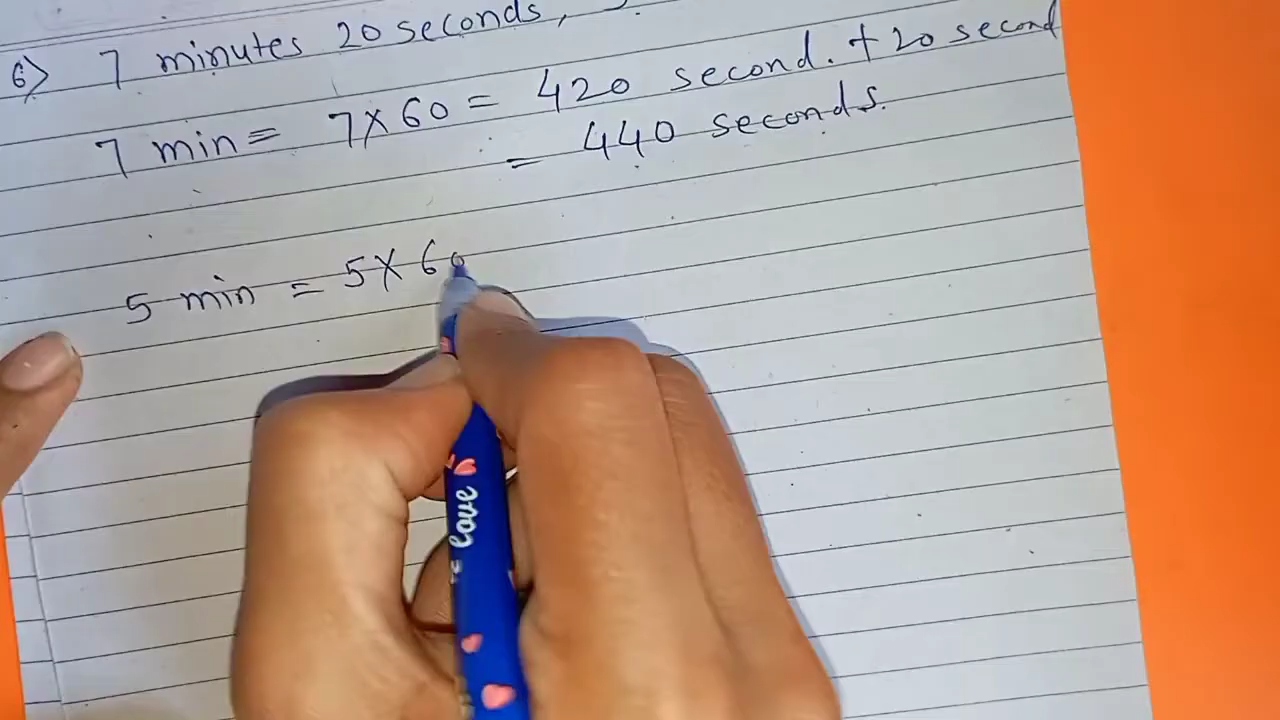 6) 7 minutes 20 seconds,
7 min = 7 X 60 = 420 second. + 20 second
= 440 seconds.
5 min = 5 X 60
love